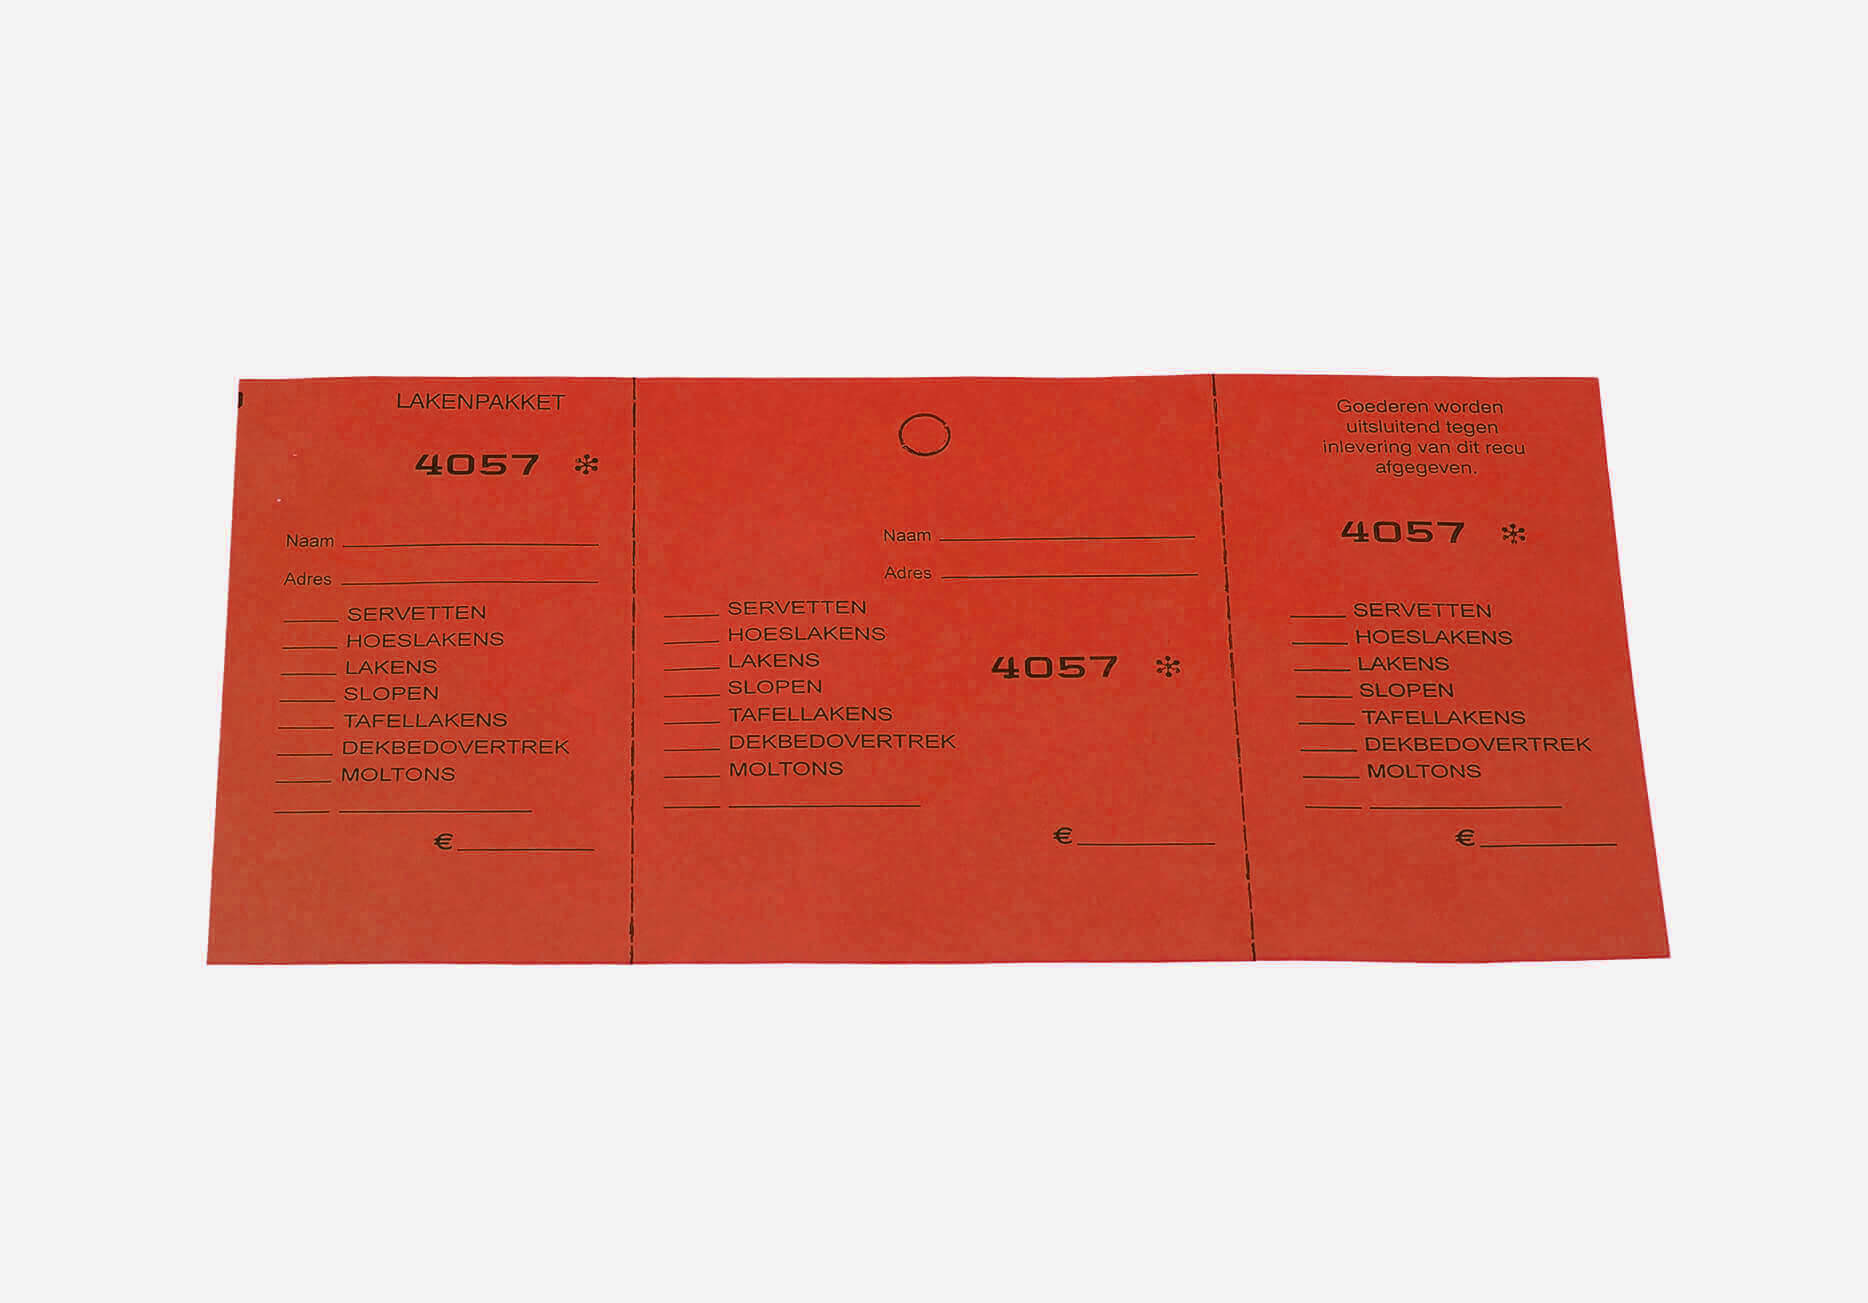 LAKENPAKKET
4057 *
Naam
Adres
SERVETTEN
HOESLAKENS
LAKENS
SLOPEN
TAFELLAKENS
DEKBEDOVERTREK
MOLTONS
€
Naam
Adres
SERVETTEN
HOESLAKENS
LAKENS
SLOPEN
TAFELLAKENS
DEKBEDOVERTREK
MOLTONS
4057 *
€
Goederen worden
uitsluitend tegen
inlevering van dit recu
afgegeven.
4057 *
SERVETTEN
HOESLAKENS
LAKENS
SLOPEN
TAFELLAKENS
DEKBEDOVERTREK
MOLTONS
€